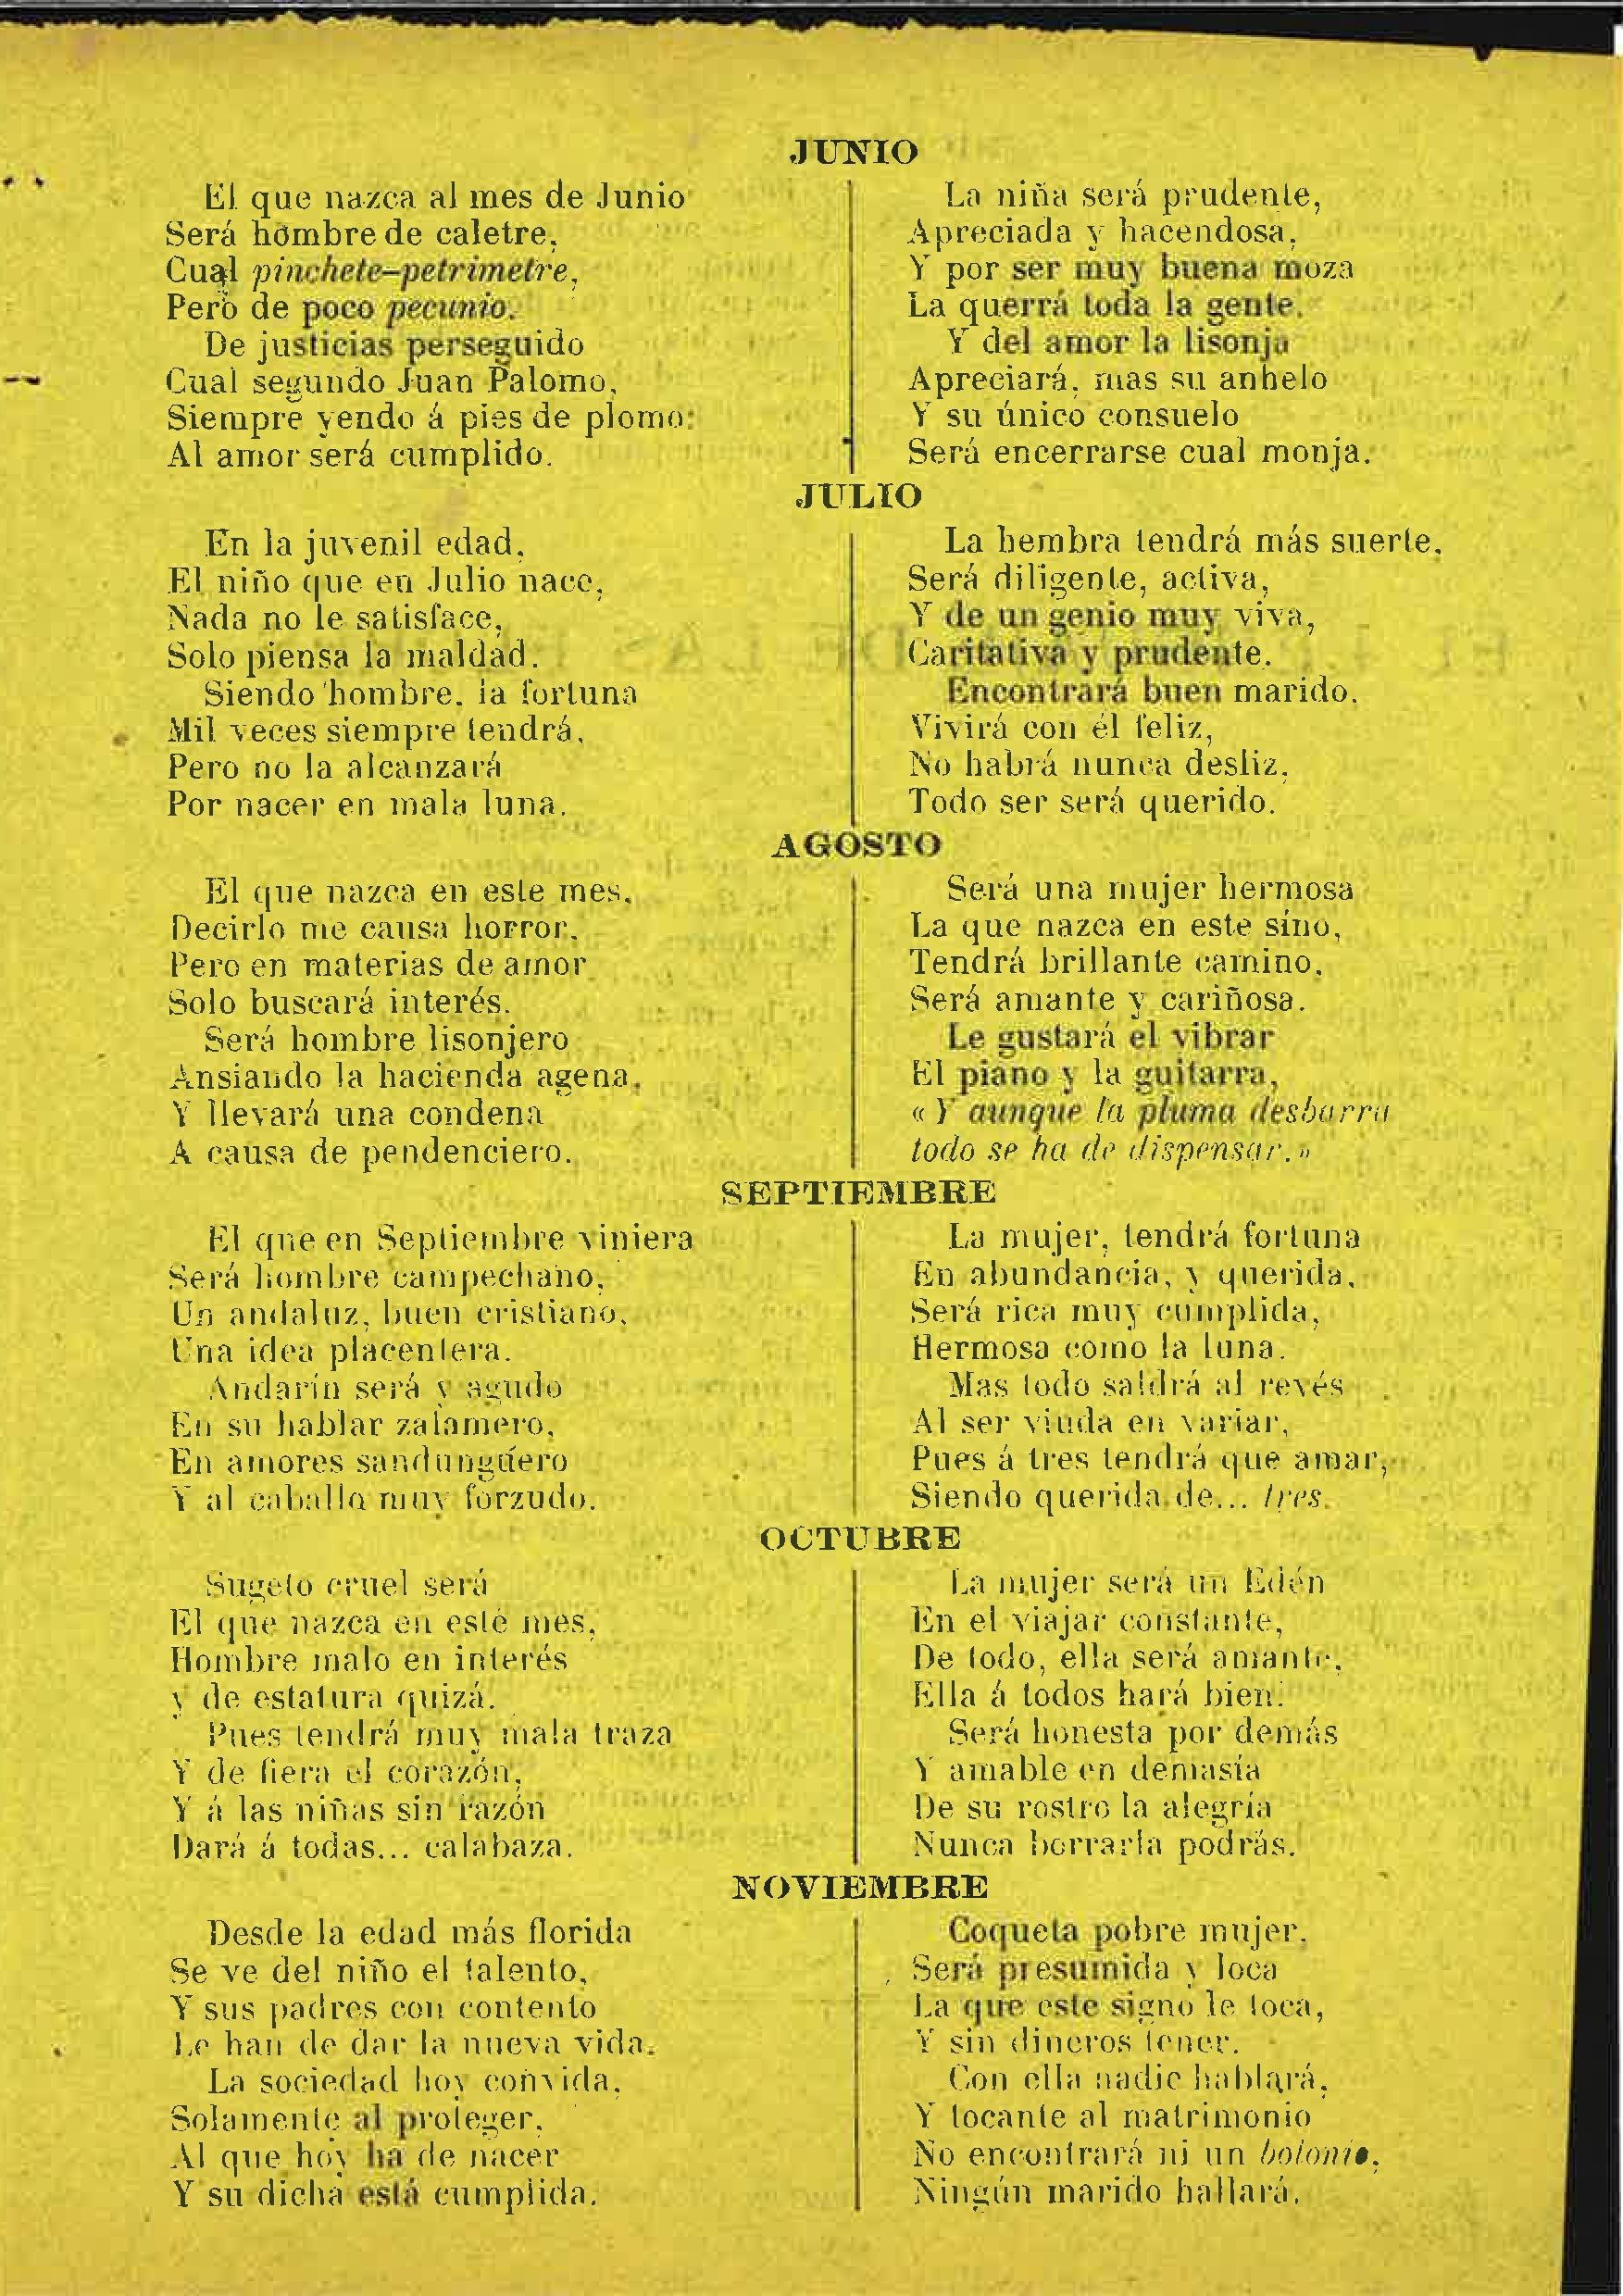 JUNIO
El que nazca al mes de Junio
Será hombre de caletre,
Cual pinchete-petrimetre,
Pero de poco pecunio.
De justicias perseguido
Cual segundo Juan Palomo,
Siempre yendo á pies de plomo:
Al amor será cumplido.
La niña será prudente,
Apreciada y hacendosa,
Y por ser muy buena moza
La querrá toda la gente.
Y del amor la lisonja
Apreciará, mas su anhelo
Y su único consuelo
Será encerrarse cual monja.
JULIO
En la juvenil edad,
El niño que en Julio nace,
Nada no le satisface,
Solo piensa la maldad.
Siendo hombre, la fortuna
Mil veces siempre tendrá,
Pero no la alcanzará
Por nacer en mala luna.
La hembra tendrá más suerte,
Será diligente, activa,
Y de un genio muy viva,
Caritativa y prudente.
Encontrará buen marido,
Vivirá con él feliz,
No habrá nunca desliz,
Todo ser será querido.
AGOSTO
El que nazca en este mes,
Decirlo me causa horror,
Pero en materias de amor
Solo buscará interés.
Será hombre lisonjero
Ansiando la hacienda agena,
Y llevará una condena
A causa de pendenciero.
Será una mujer hermosa
La que nazca en este sino,
Tendrá brillante camino,
Será amante y cariñosa.
Le gustará el vibrar
El piano y la guitarra,
«Y aunque la pluma desbarra
todo se ha de dispensar.»
SEPTIEMBRE
El que en Septiembre viniera
Será hombre campechano,
Un andaluz, buen cristiano,
Una idea placentera.
Andarín será y agudo
En su hablar zalamero,
En amores sandungüero
Y al caballo muy forzudo.
La mujer, tendrá fortuna
En abundancia, y querida,
Será rica muy cumplida,
Hermosa como la luna.
Mas todo saldrá al revés
Al ser viuda en variar,
Pues á tres tendrá que amar,
Siendo querida de... tres.
OCTUBRE
Sugeto cruel será
El que nazca en este mes,
Hombre malo en interés
y de estatura quizá.
Pues tendrá muy mala traza
Y de fiera el corazón,
Y á las niñas sin razón
Dará á todas... calabaza.
La mujer será un Edén
En el viajar constante,
De todo, ella será amante,
Ella á todos hará bien.
Será honesta por demás
Y amable en demasía
De su rostro la alegría
Nunca borrarla podrás.
NOVIEMBRE
Desde la edad más florida
Se ve del niño el talento,
Y sus padres con contento
Le han de dar la nueva vida.
La sociedad hoy convida,
Solamente al proteger,
Al que hoy ha de nacer
Y su dicha está cumplida.
Coqueta pobre mujer,
Será presumida y loca
La que este signo le toca,
Y sin dineros tener.
Con ella nadie hablará,
Y tocante al matrimonio
No encontrará ni un bolonio,
Ningún marido hallará.